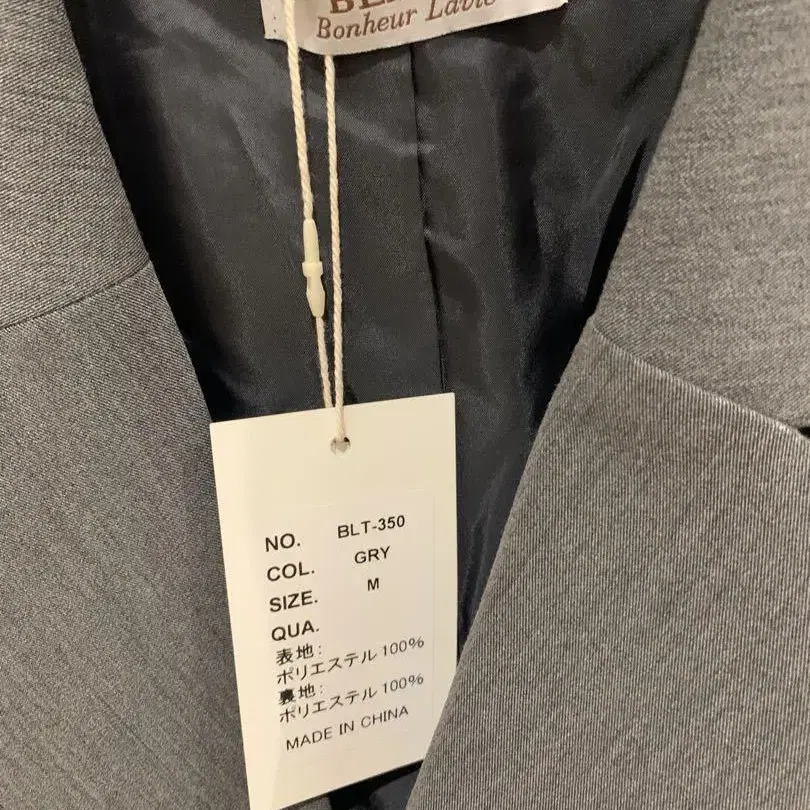 Bonheur Lavie
NO. BLT-350
COL. GRY
SIZE. M
QUA.
表地:
ポリエステル 100%
裏地:
ポリエステル 100%
MADE IN CHINA